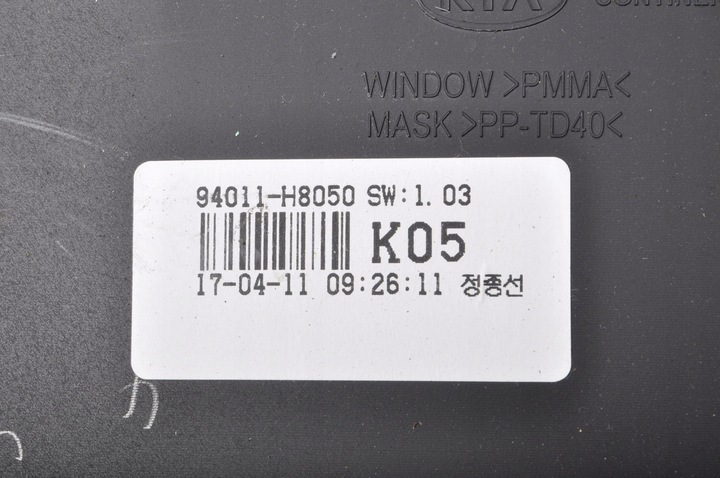 KIA
WINDOW >PMMA<
MASK >PP-TD40<
94011-H8050 SW:1.03
K05
17-04-11 09:26:11 정종선